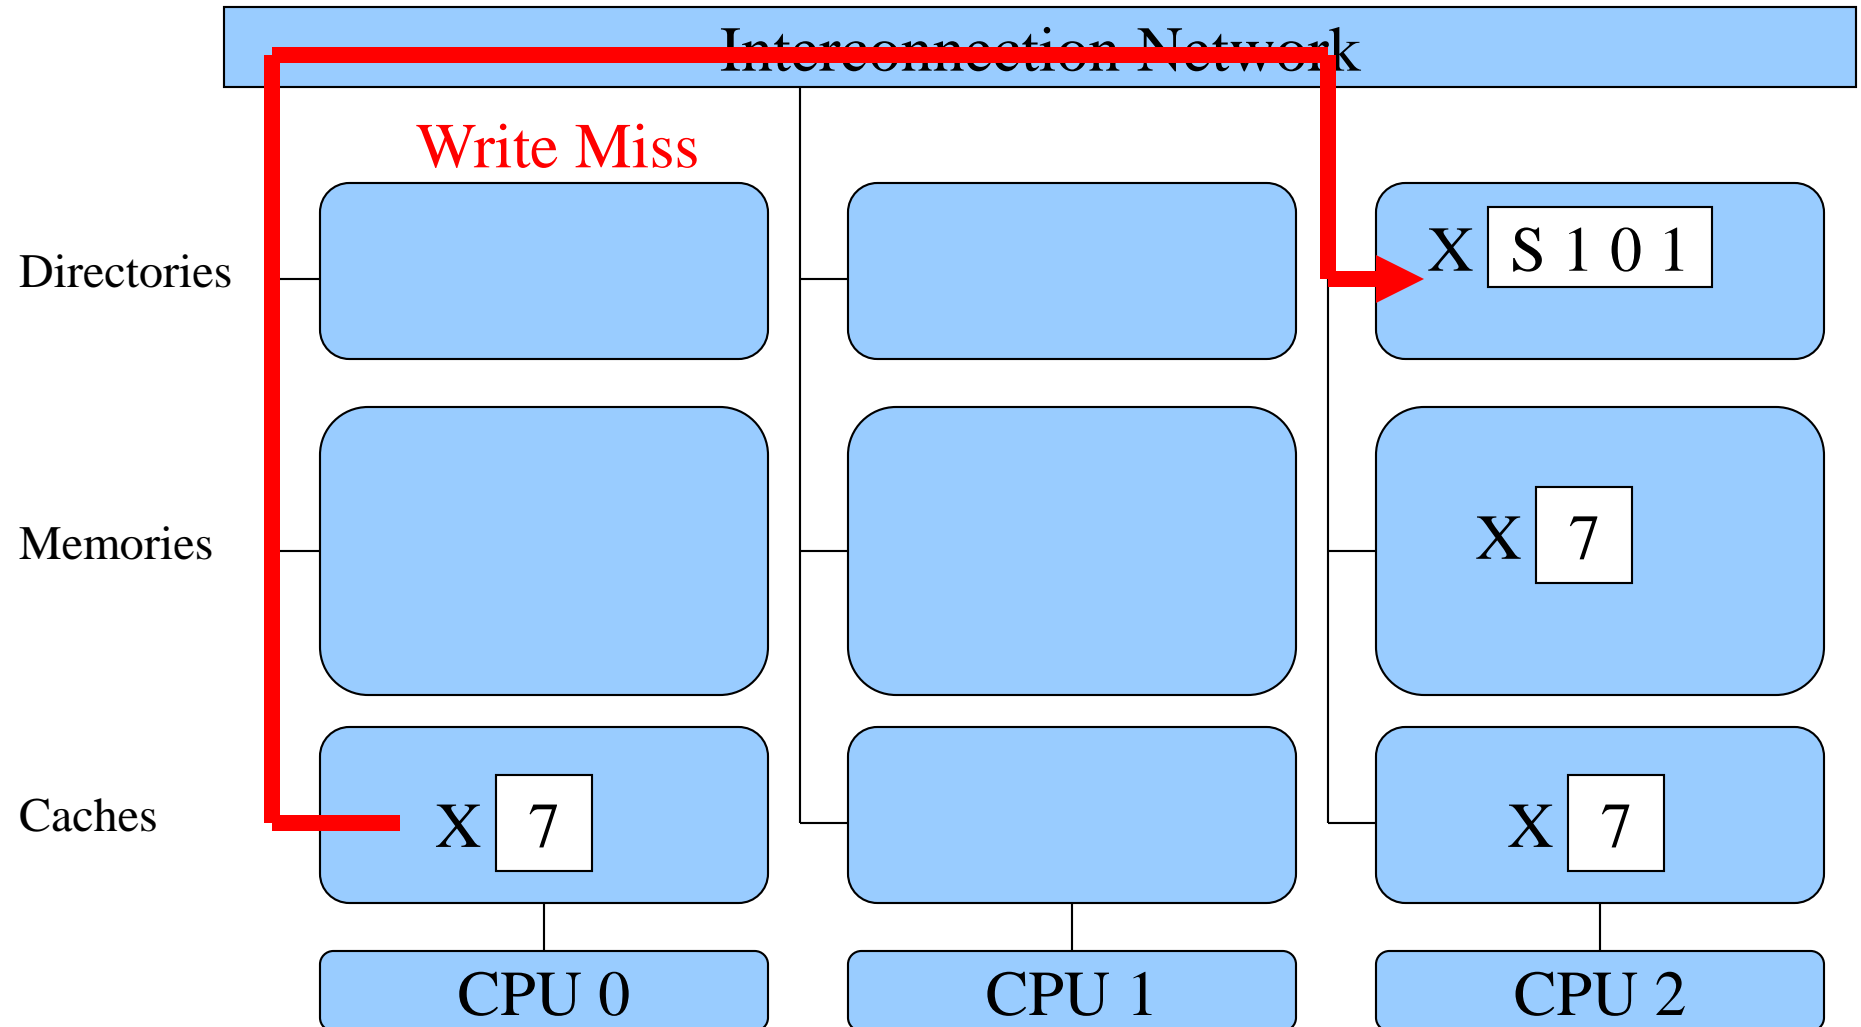 Interconnection Network
Write Miss
Directories
X S 1 0 1
Memories
X 7
Caches
X 7
X 7
CPU 0
CPU 1
CPU 2